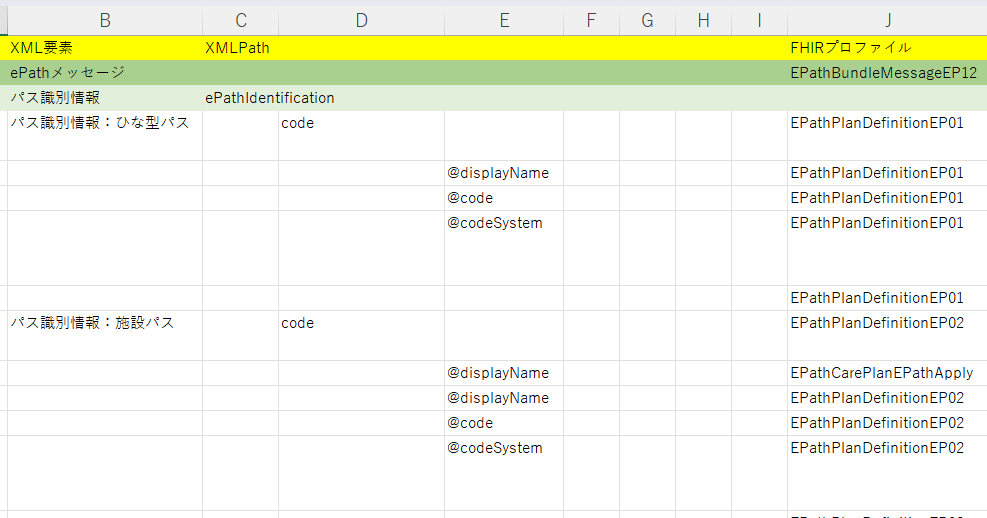 B C D E F G H I J
XML要素 XMLPath FHIRプロファイル
ePathメッセージ EPathBundleMessageEP12
パス識別情報 ePathIdentification
パス識別情報：ひな型パス code EPathPlanDefinitionEP01
@displayName EPathPlanDefinitionEP01
@code EPathPlanDefinitionEP01
@codeSystem EPathPlanDefinitionEP01
EPathPlanDefinitionEP01
パス識別情報：施設パス code EPathPlanDefinitionEP02
@displayName EPathCarePlanEPathApply
@displayName EPathPlanDefinitionEP02
@code EPathPlanDefinitionEP02
@codeSystem EPathPlanDefinitionEP02